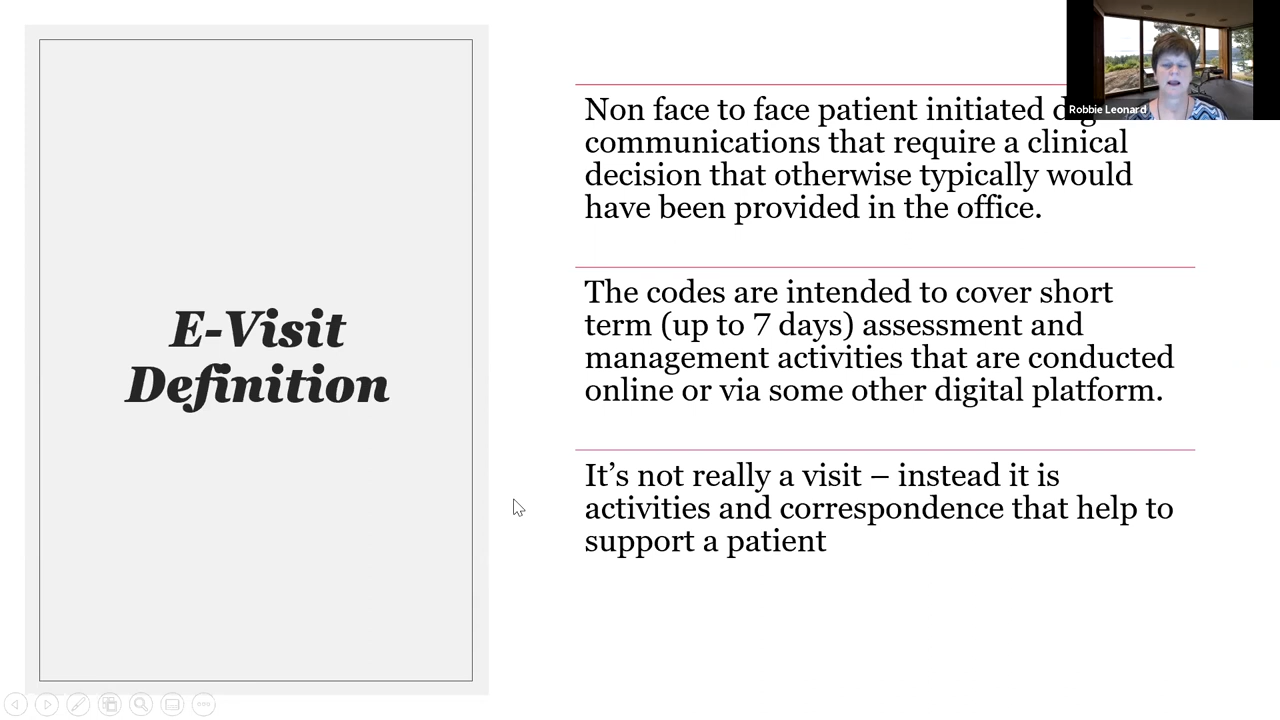 E-Visit
Definition
Non face to face patient initiated
communications that require a clinical
decision that otherwise typically would
have been provided in the office.
The codes are intended to cover short
term (up to 7 days) assessment and
management activities that are conducted
online or via some other digital platform.
It’s not really a visit – instead it is
activities and correspondence that help to
support a patient
Robbie Leonard